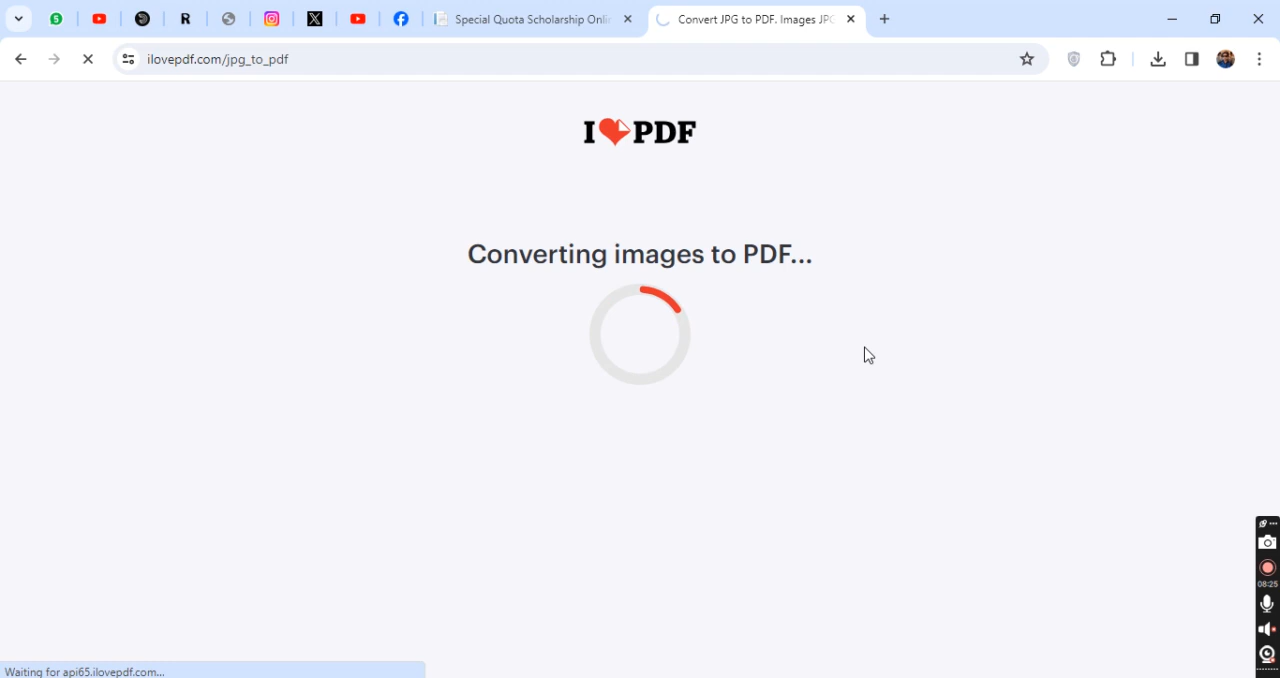 Special Quota Scholarship Onli
Convert JPG to PDF. Images JPG
ilovepdf.com/jpg_to_pdf
I PDF
Converting images to PDF...
08:25
Waiting for api65.ilovepdf.com...